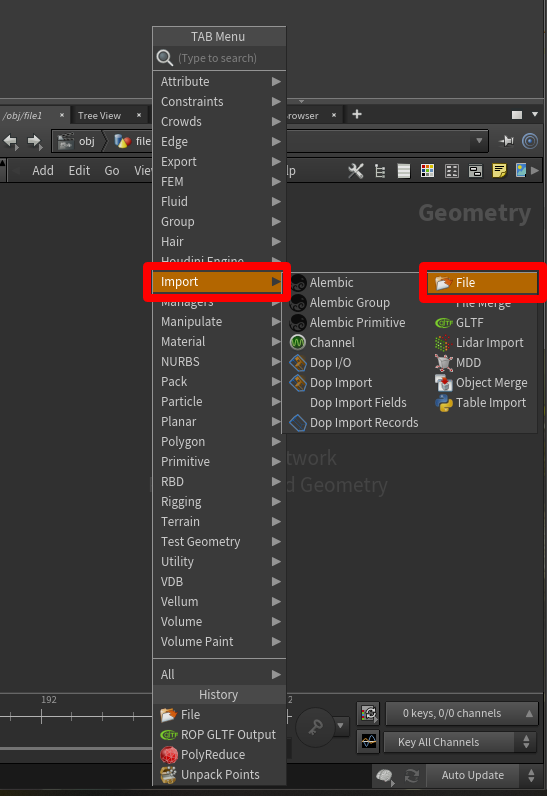 TAB Menu
(Type to search)
Attribute
Constraints
Crowds
Edge
Export
FEM
Fluid
Group
Hair
Houdini Engine
Import
Managers
Manipulate
Material
NURBS
Pack
Particle
Planar
Polygon
Primitive
RBD
Rigging
Terrain
Test Geometry
Utility
VDB
Vellum
Volume
Volume Paint
All
History
File
ROP GLTF Output
PolyReduce
Unpack Points
Alembic
Alembic Group
Alembic Primitive
Channel
Dop I/O
Dop Import
Dop Import Fields
Dop Import Records
File
File Merge
GLTF
Lidar Import
MDD
Object Merge
Table Import
/obj/file1
Tree View
rowser
obj
file
Add Edit Go Vie
lp
Geometry
twork
d Geometry
192
2
0 keys, 0/0 channels
Key All Channels
Auto Update